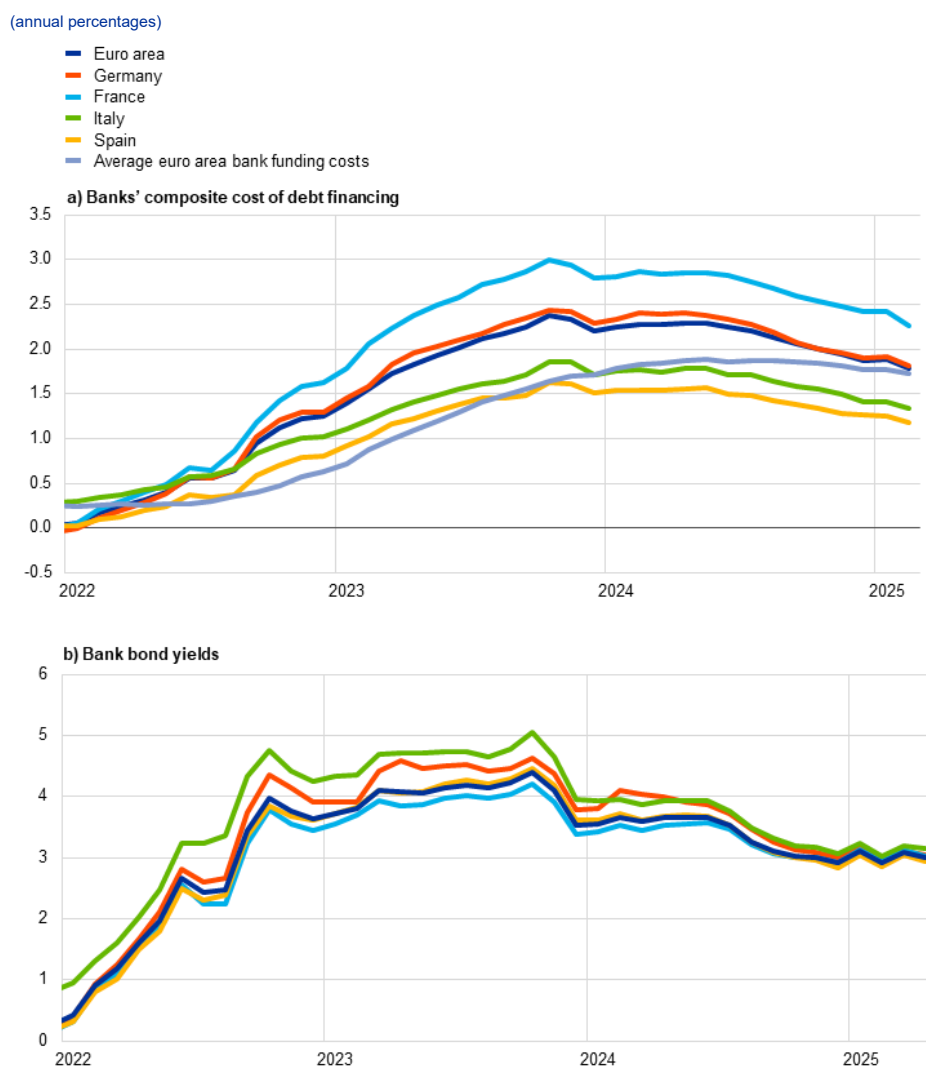 (annual percentages)
Euro area
Germany
France
Italy
Spain
Average euro area bank funding costs
a) Banks’ composite cost of debt financing
3.5
3.0
2.5
2.0
1.5
1.0
0.5
0.0
-0.5
2022 2023 2024 2025
b) Bank bond yields
6
5
4
3
2
1
0
2022 2023 2024 2025